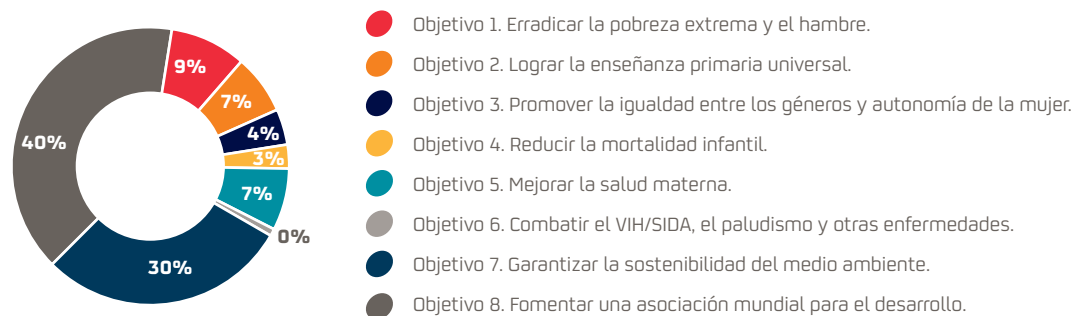 9%
7%
4%
3%
7%
0%
30%
40%
Objetivo 1. Erradicar la pobreza extrema y el hambre.
Objetivo 2. Lograr la enseñanza primaria universal.
Objetivo 3. Promover la igualdad entre los géneros y autonomía de la mujer.
Objetivo 4. Reducir la mortalidad infantil.
Objetivo 5. Mejorar la salud materna.
Objetivo 6. Combatir el VIH/SIDA, el paludismo y otras enfermedades.
Objetivo 7. Garantizar la sostenibilidad del medio ambiente.
Objetivo 8. Fomentar una asociación mundial para el desarrollo.